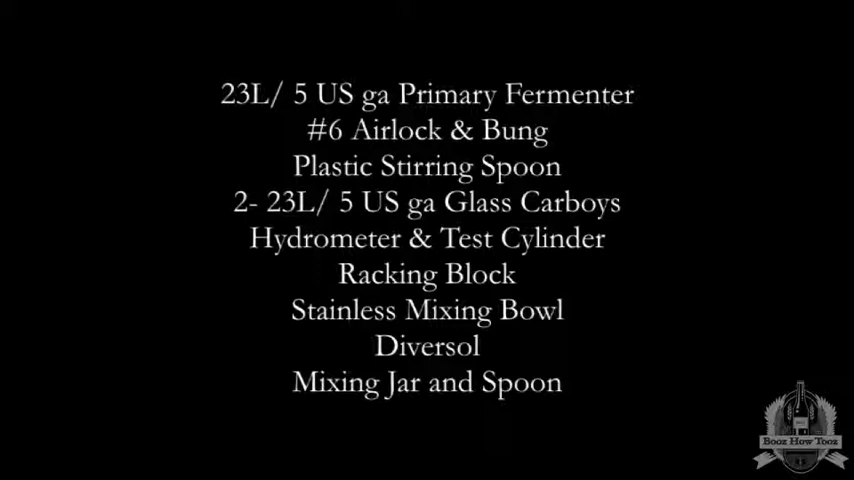 23L/ 5 US ga Primary Fermenter
#6 Airlock & Bung
Plastic Stirring Spoon
2- 23L/ 5 US ga Glass Carboys
Hydrometer & Test Cylinder
Racking Block
Stainless Mixing Bowl
Diversol
Mixing Jar and Spoon
Booz How Tooz